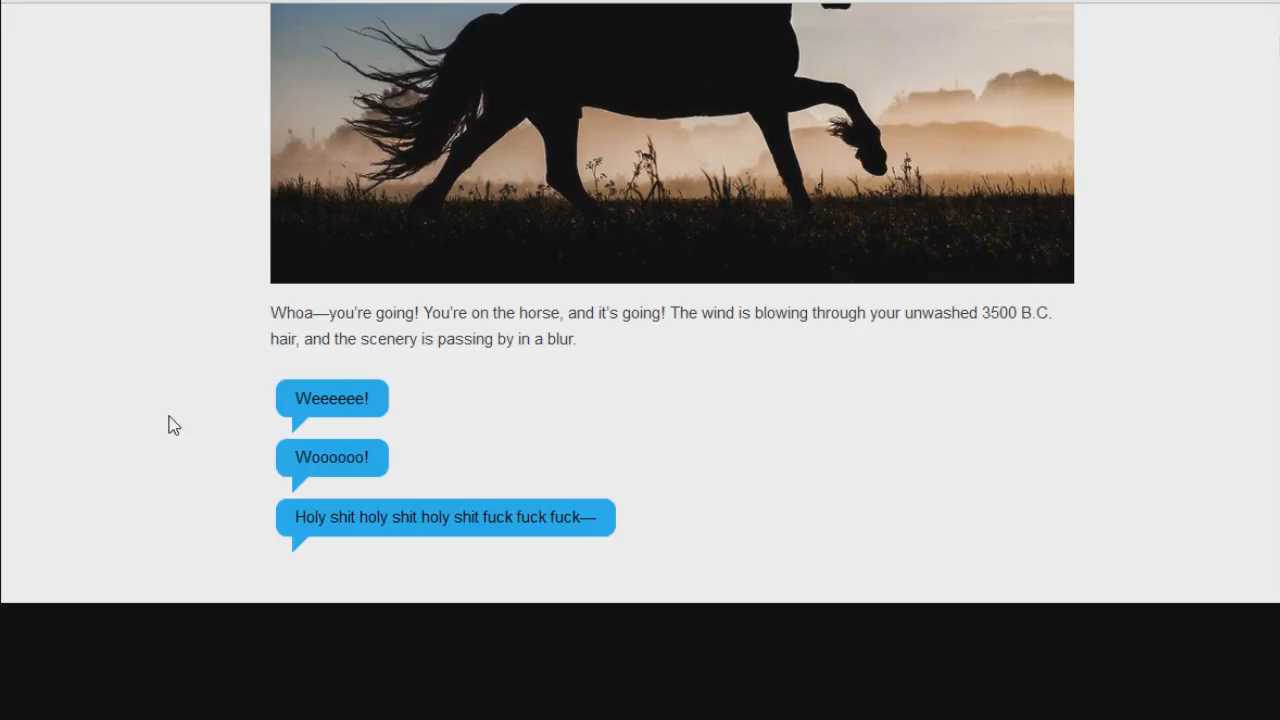 Whoa—you’re going! You’re on the horse, and it’s going! The wind is blowing through your unwashed 3500 B.C.
hair, and the scenery is passing by in a blur.
Weeeeee!
Woooooo!
Holy shit holy shit holy shit fuck fuck fuck—